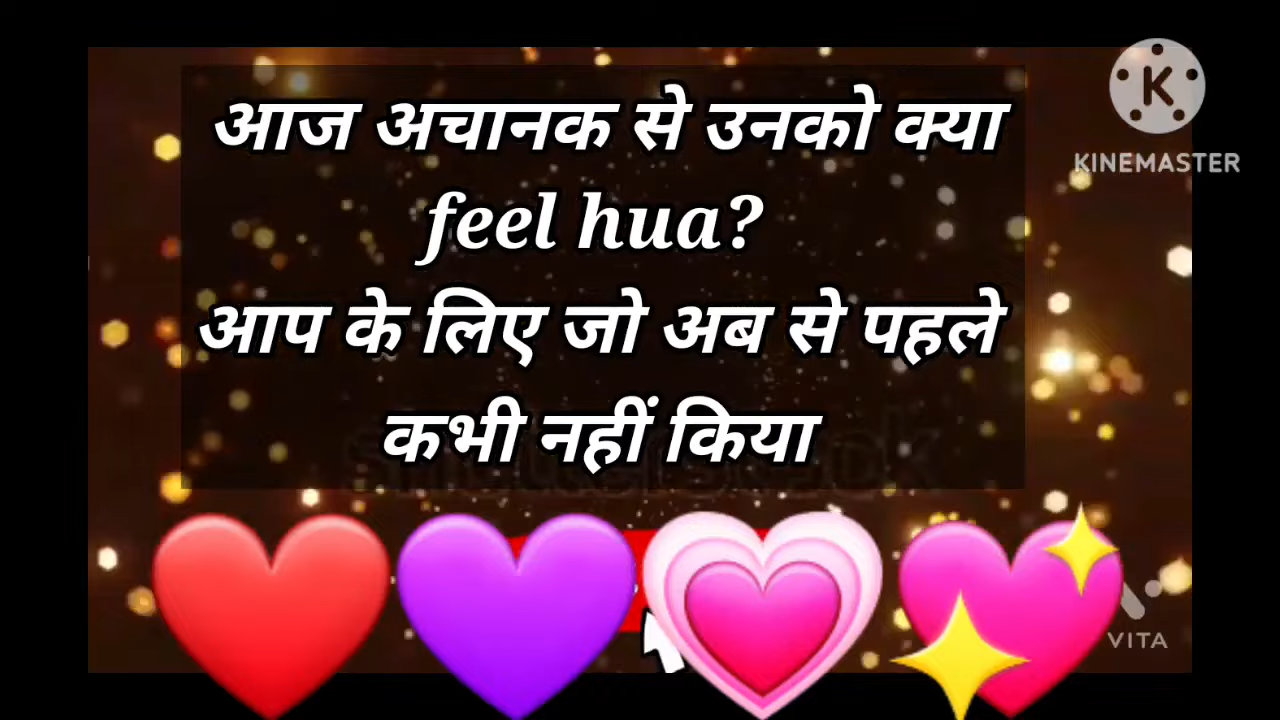 आज अचानक से उनको क्या
feel hua?
आप के लिए जो अब से पहले
कभी नहीं किया
KINEMASTER
VITA